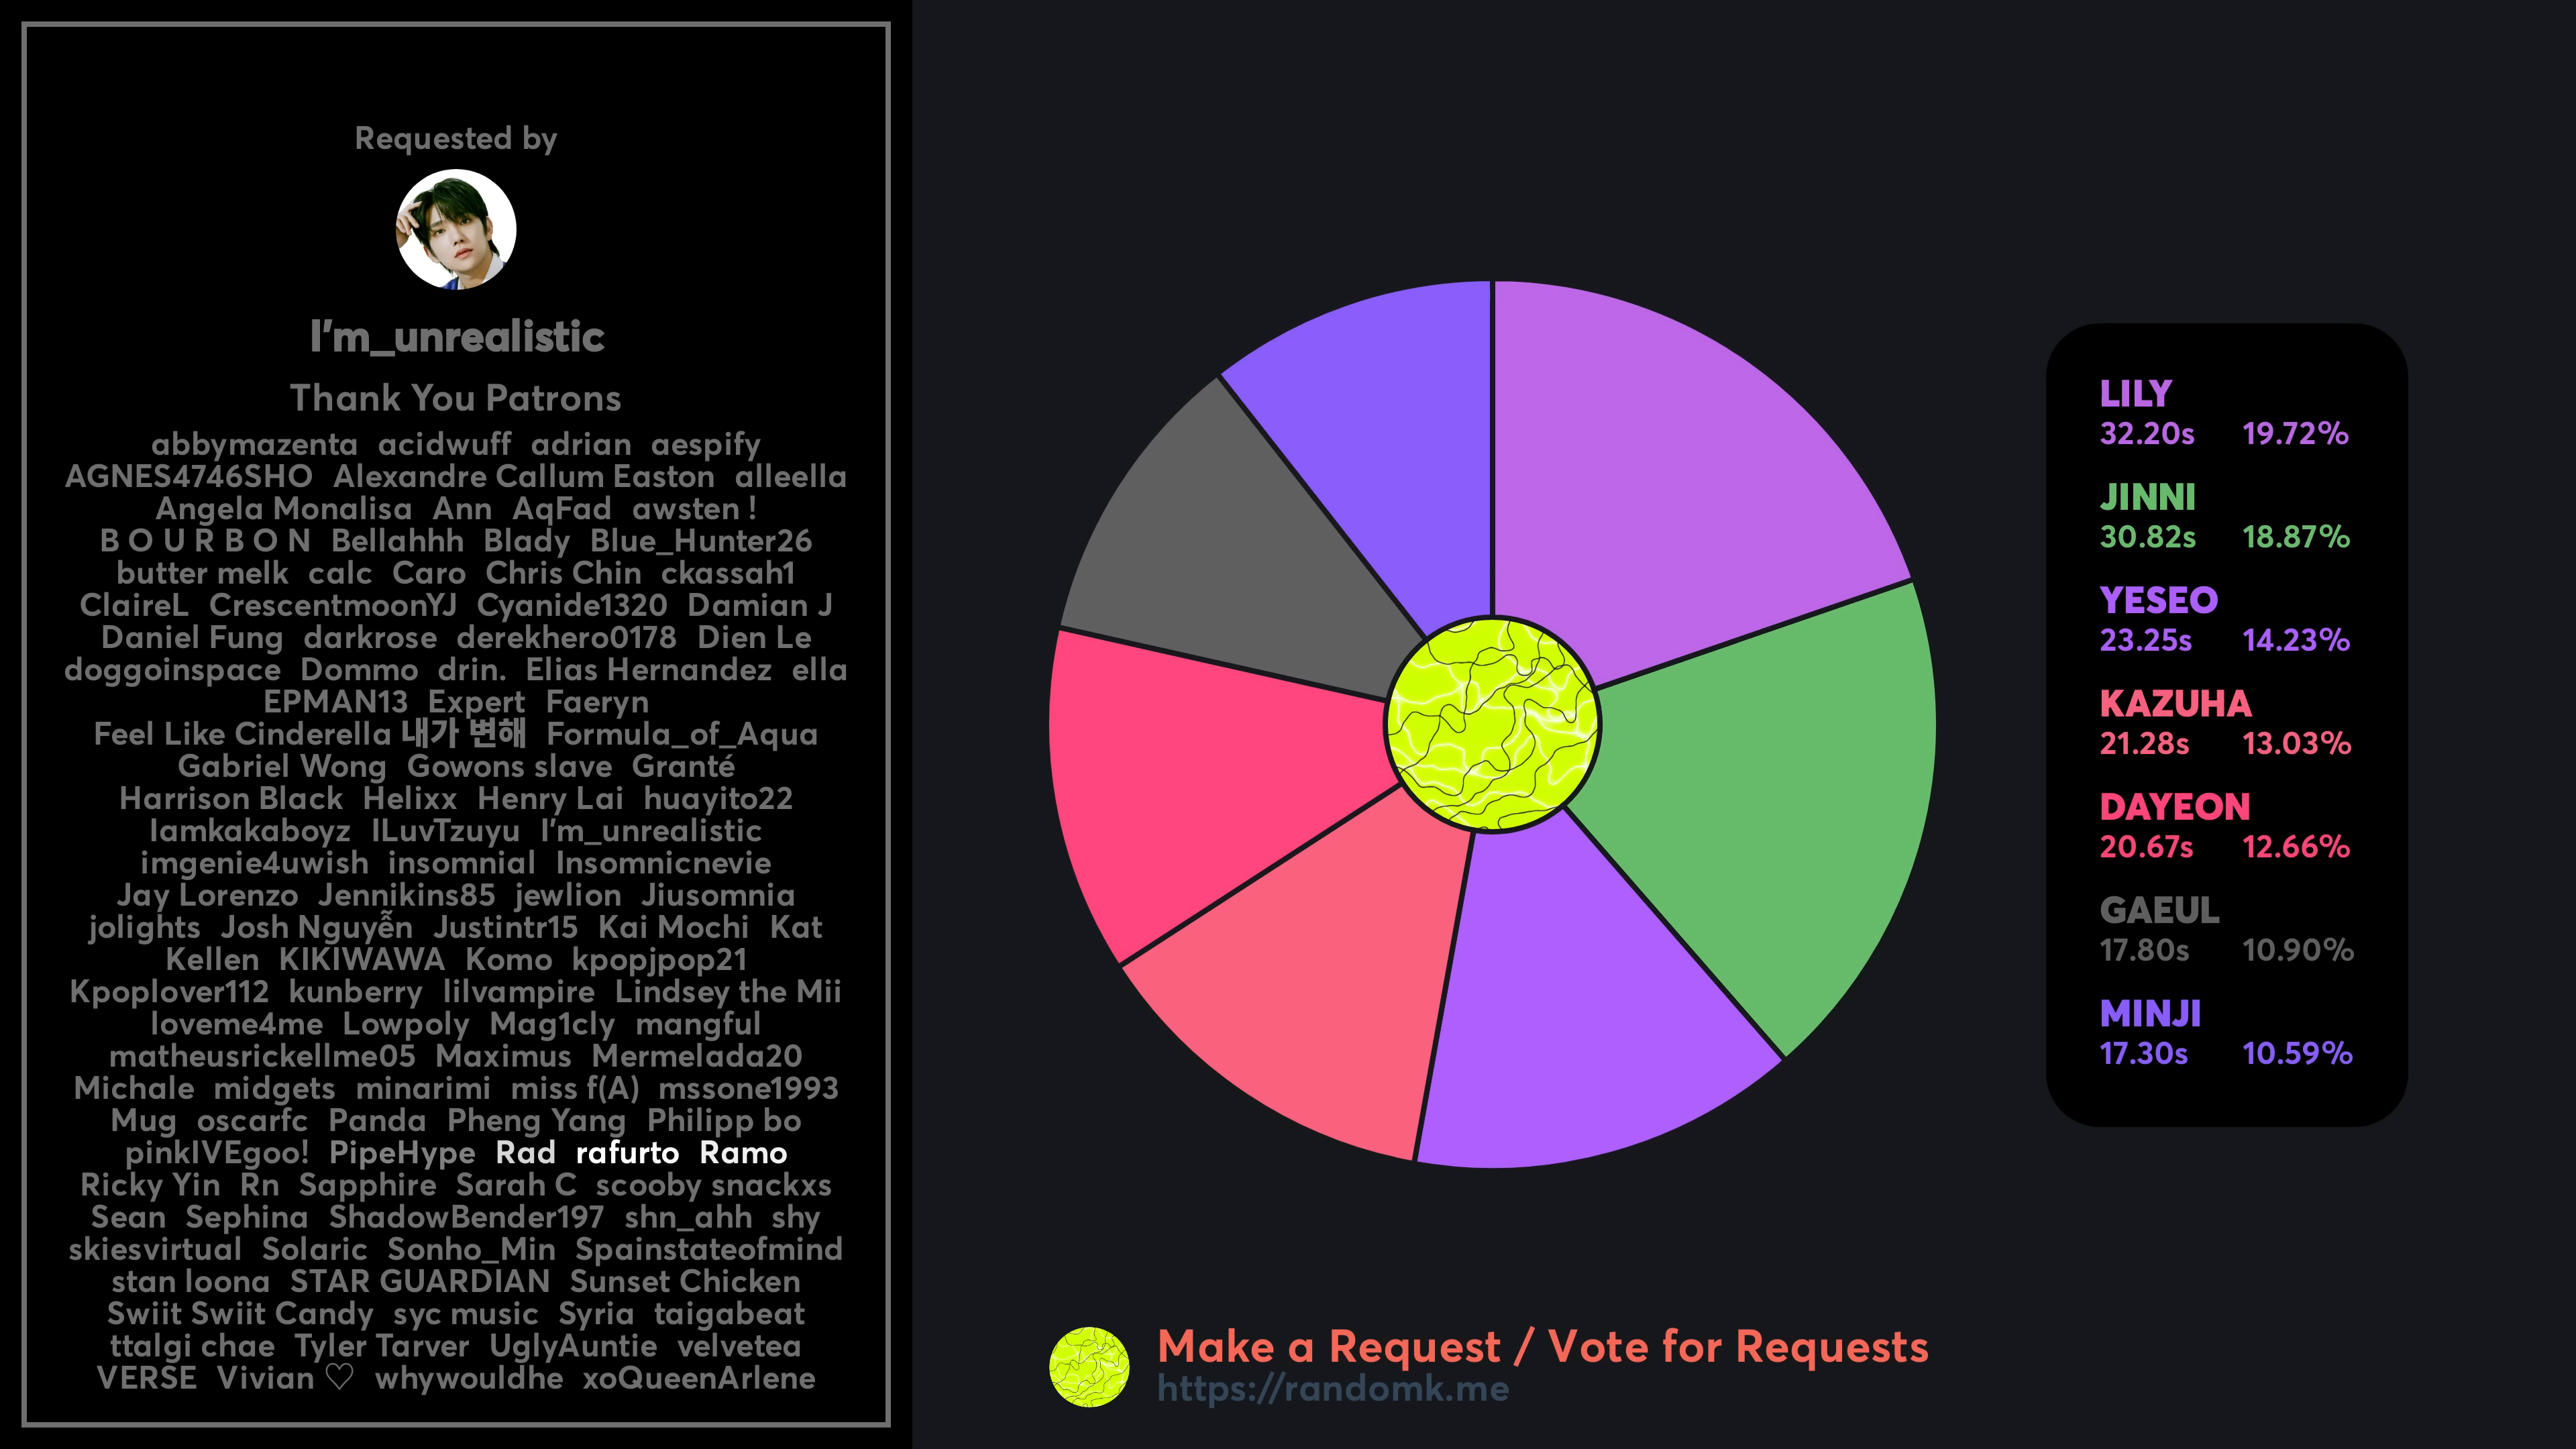 Requested by
I'm_unrealistic
Thank You Patrons
abbymazenta acidwuff adrian aespify
AGNES4746SHO Alexandre Callum Easton alleella
Angela Monalisa Ann AqFad awsten !
B O U R B O N Bellahhh Blady Blue_Hunter26
butter melk calc Caro Chris Chin ckassah1
ClaireL CrescentmoonYJ Cyanide1320 Damian J
Daniel Fung darkrose derekhero0178 Dien Le
doggoinspace Dommo drin. Elias Hernandez ella
EPMAN13 Expert Faeryn
Feel Like Cinderella 내가 변해 Formula_of_Aqua
Gabriel Wong Gowons slave Granté
Harrison Black Helixx Henry Lai huayito22
Iamkakaboyz ILuvTzuyu I'm_unrealistic
imgenie4uwish insomnial Insomnicnevie
Jay Lorenzo Jennikins85 jewlion Jiusomnia
jolights Josh Nguyễn Justintr15 Kai Mochi Kat
Kellen KIKIWAWA Komo kpopjpop21
Kpoplover112 kunberry lilvampire Lindsey the Mii
loveme4me Lowpoly Mag1cly mangful
matheusrickellme05 Maximus Mermelada20
Michale midgets minarimi miss f(A) mssone1993
Mug oscarfc Panda Pheng Yang Philipp bo
pinkIVEgoo! PipeHype Rad rafurto Ramo
Ricky Yin Rn Sapphire Sarah C scooby snackxs
Sean Sephina ShadowBender197 shn_ahh shy
skiesvirtual Solaric Sonho_Min Spainstateofmind
stan loona STAR GUARDIAN Sunset Chicken
Swiit Swiit Candy syc music Syria taigabeat
ttalgi chae Tyler Tarver UglyAuntie velvetea
VERSE Vivian ♡ whywouldhe xoQueenArlene
LILY
32.20s 19.72%
JINNI
30.82s 18.87%
YESEO
23.25s 14.23%
KAZUHA
21.28s 13.03%
DAYEON
20.67s 12.66%
GAEUL
17.80s 10.90%
MINJI
17.30s 10.59%
Make a Request / Vote for Requests
https://randomk.me